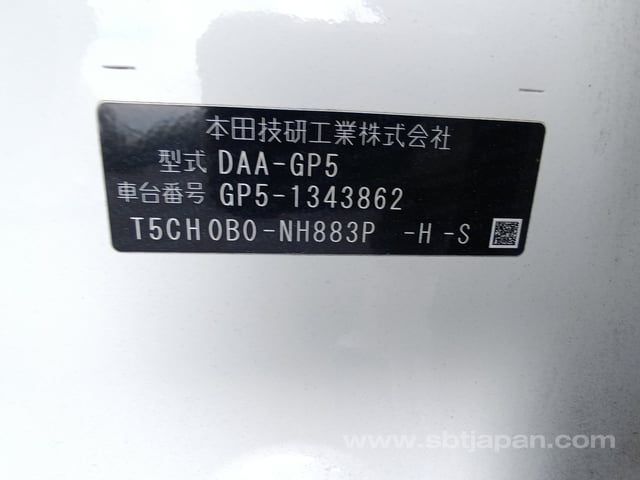 本田技研工業株式会社
型式 DAA-GP5
車台番号 GP5-1343862
T5CH0B0-NH883P -H -S
www.sbtjapan.com